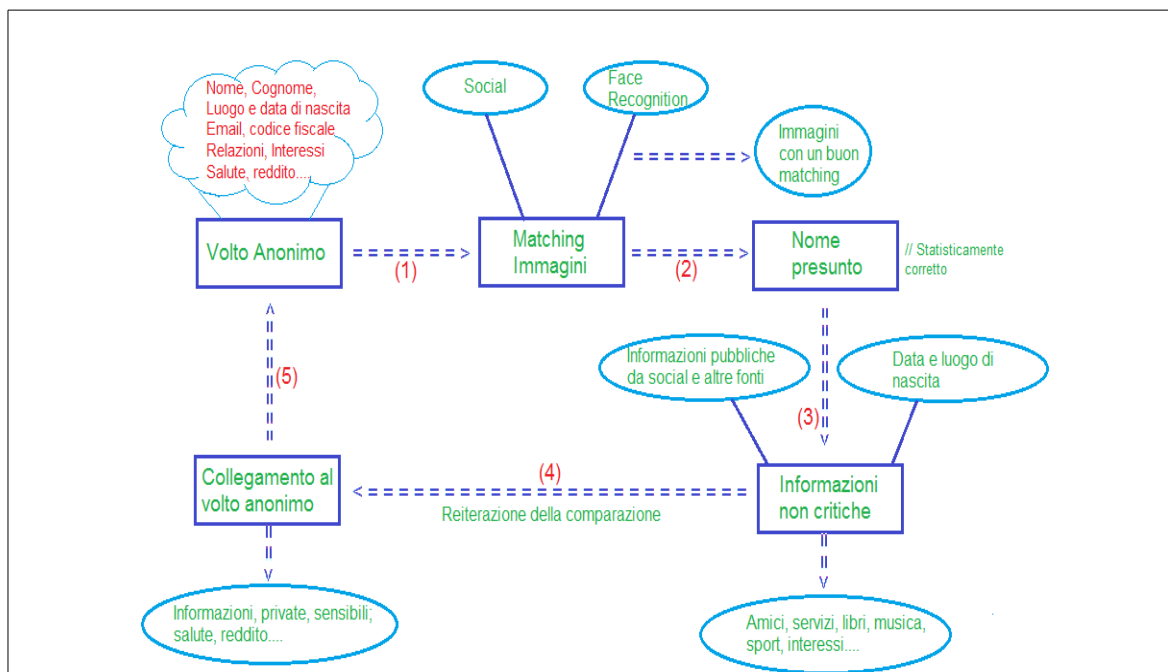 Nome, Cognome,
Luogo e data di nascita
Email, codice fiscale
Relazioni, Interessi
Salute, reddito....
Social
Face
Recognition
Immagini
con un buon
matching
Volto Anonimo
(1)
Matching
Immagini
(2)
Nome
presunto
// Statisticamente
corretto
Informazioni pubbliche
da social e altre fonti
Data e luogo di
nascita
(3)
(5)
Collegamento al
volto anonimo
(4)
Reiterazione della comparazione
Informazioni
non critiche
Informazioni, private, sensibili;
salute, reddito....
Amici, servizi, libri, musica,
sport, interessi....